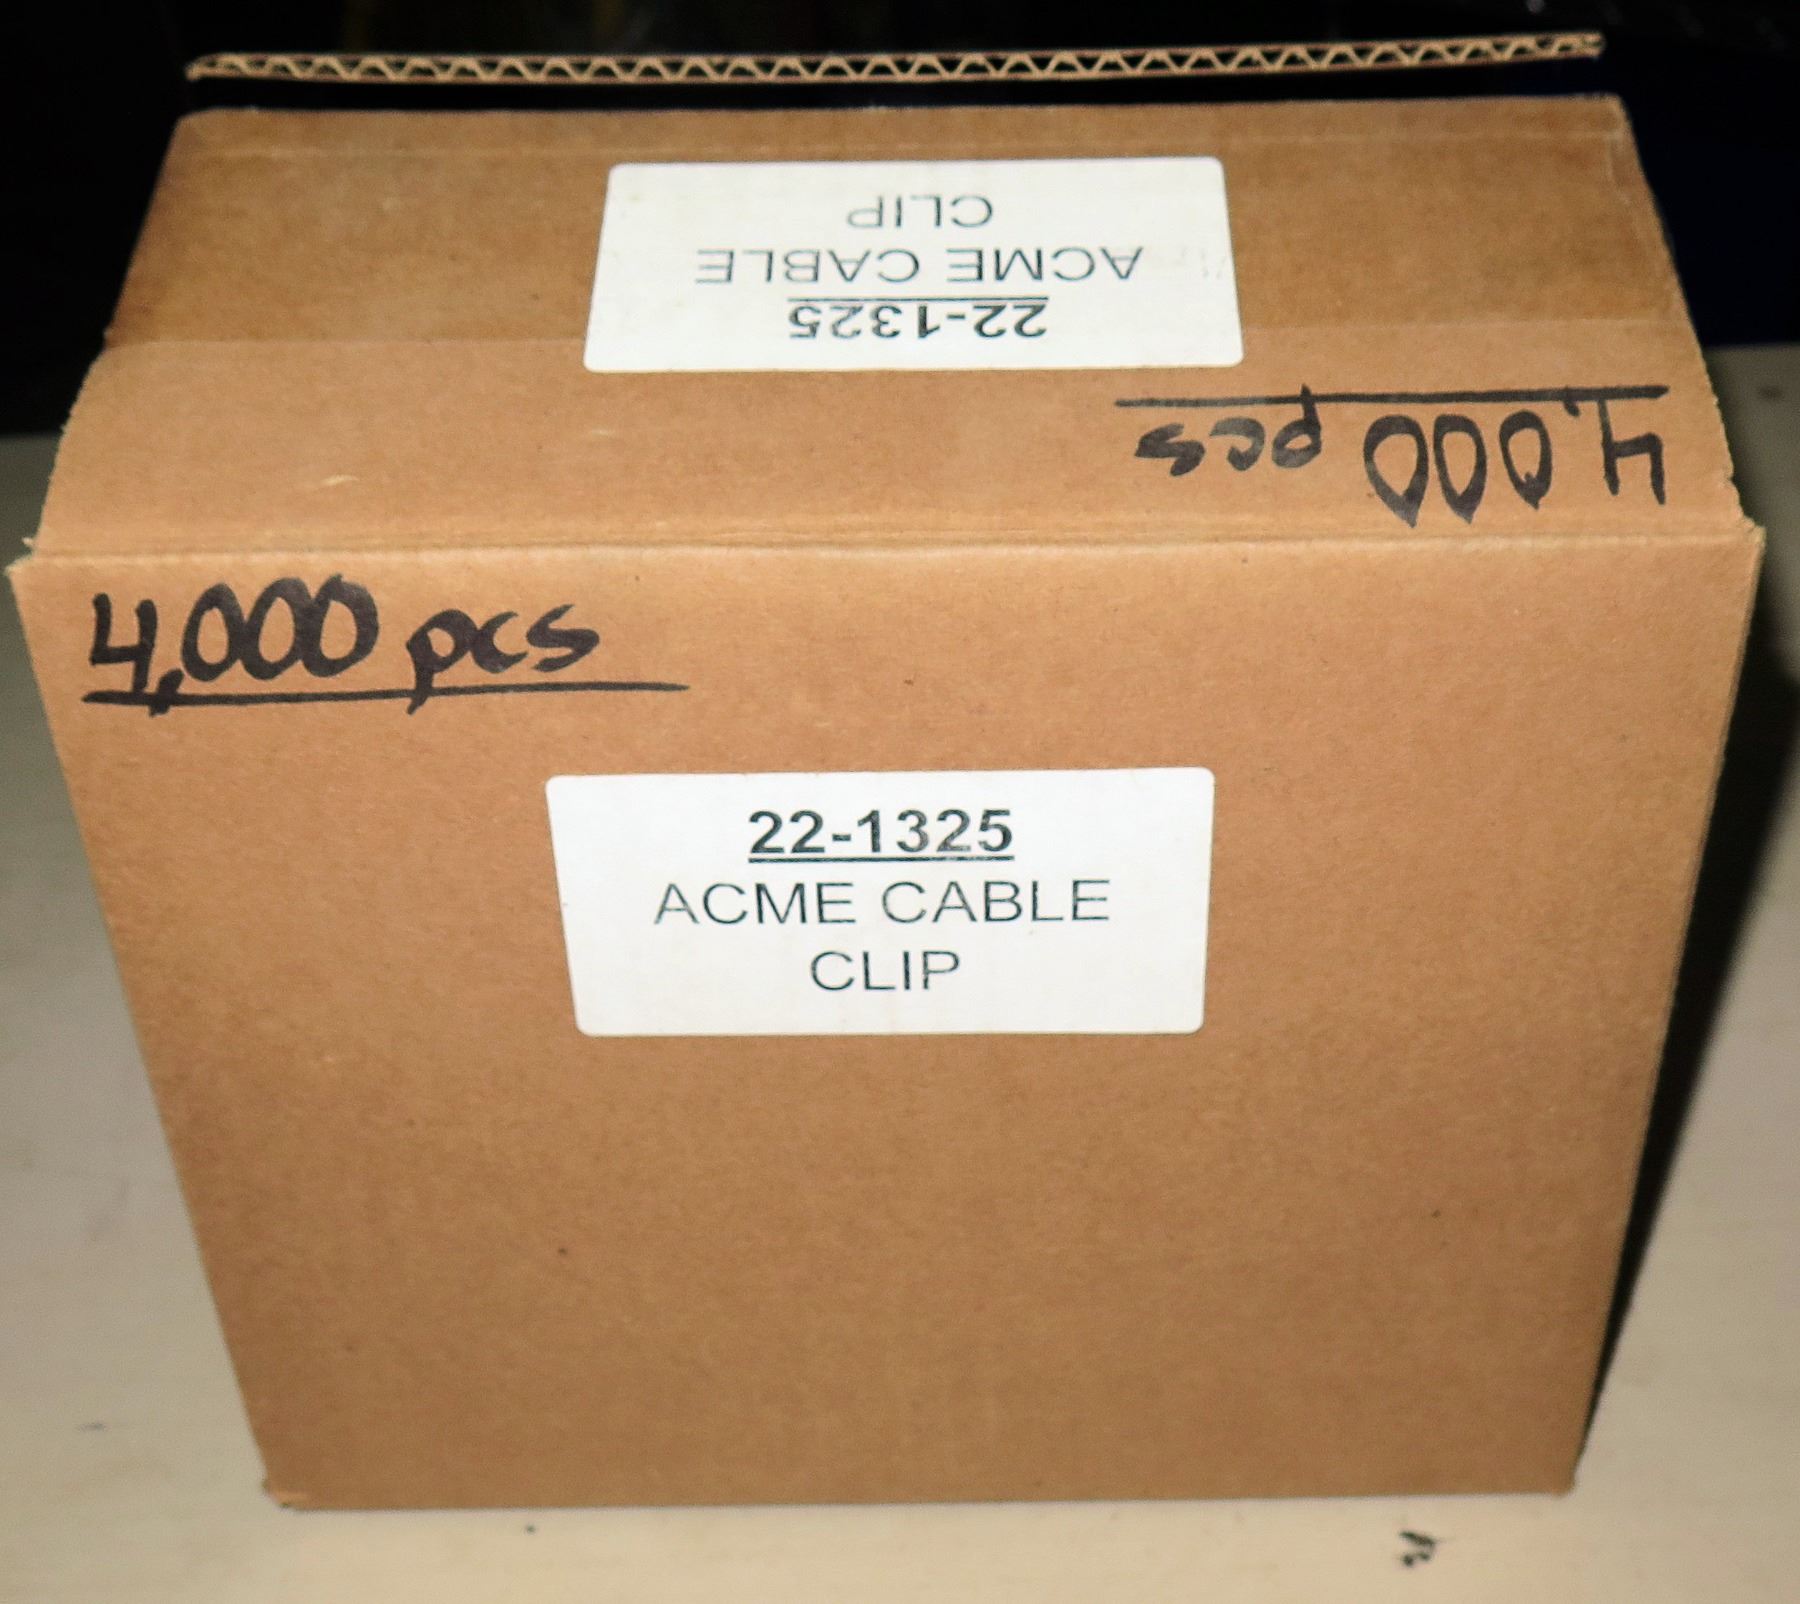 22-1325
ACME CABLE
CLIP
4,000 pcs
4,000 pcs
22-1325
ACME CABLE
CLIP